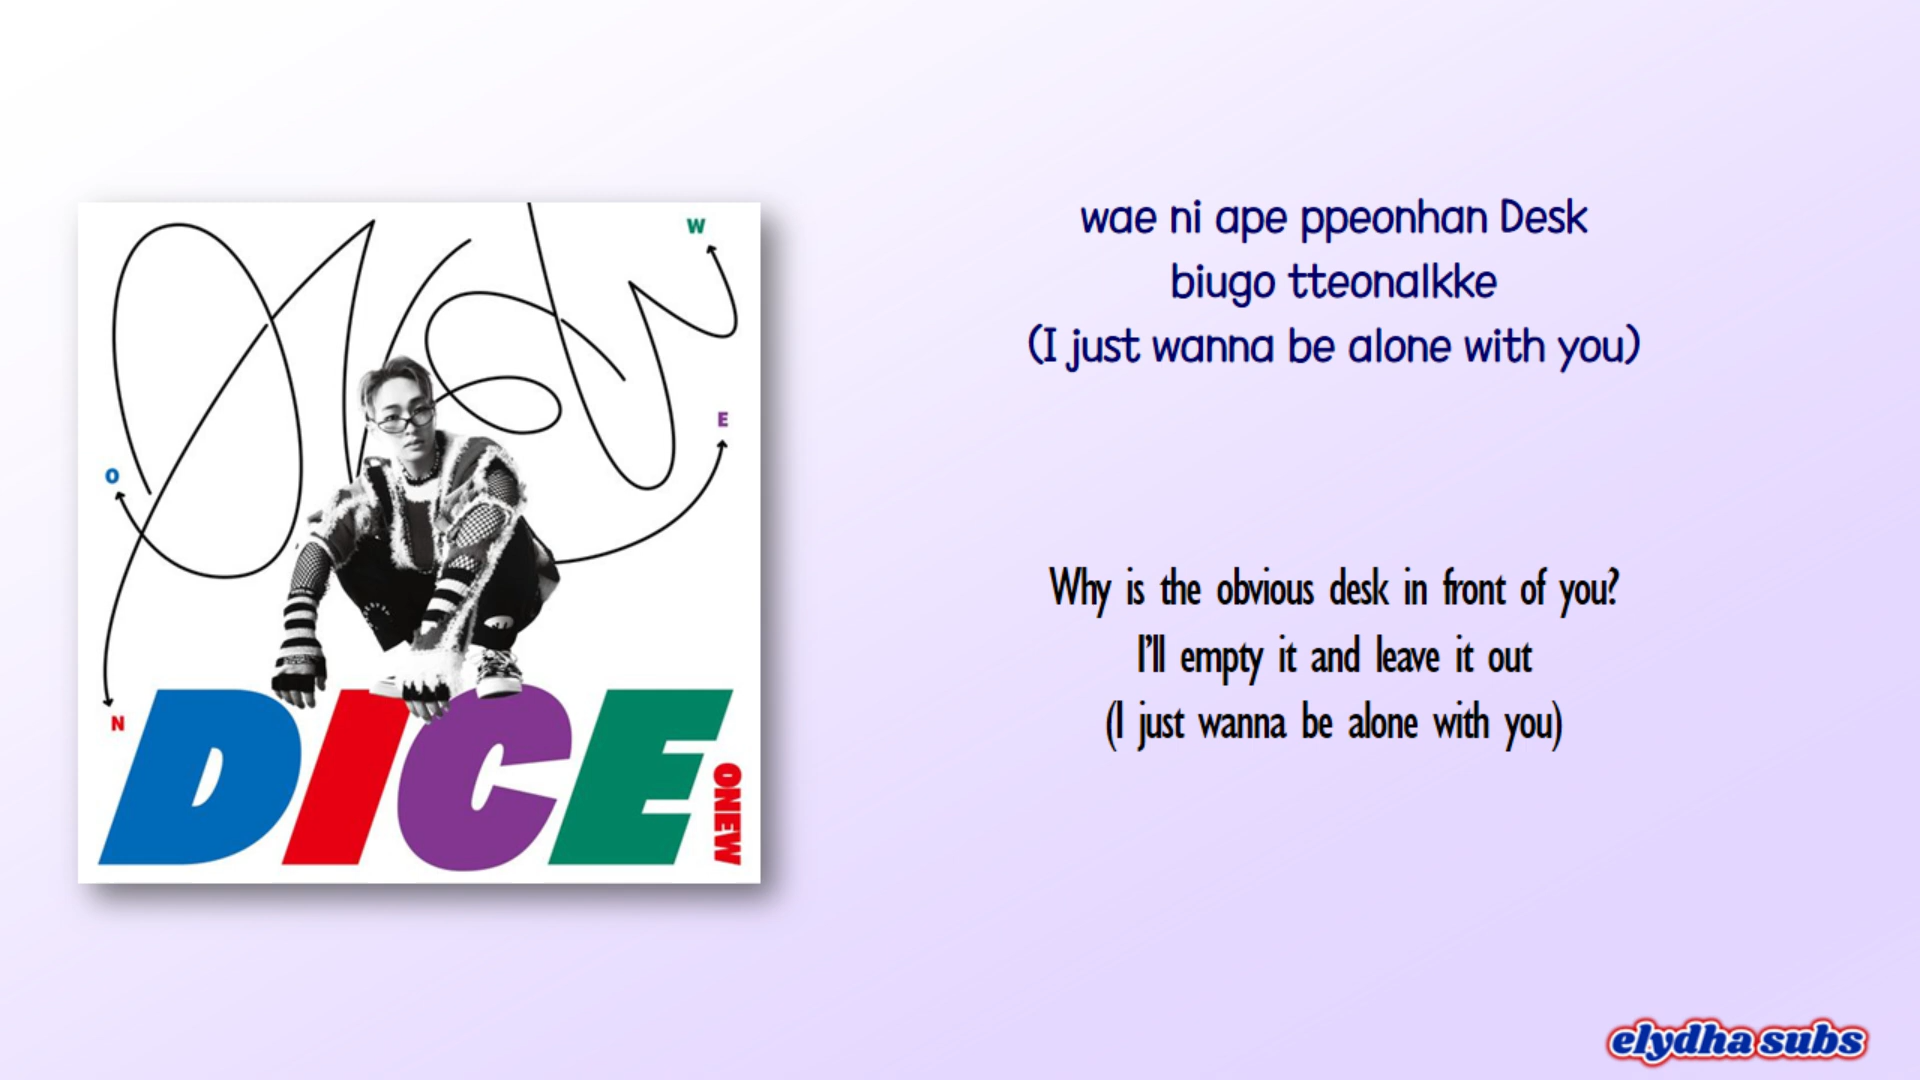 W
E
O
N
DICE
ONEW
wae ni ape ppeonhan Desk
biugo tteonalkke
(I just wanna be alone with you)
Why is the obvious desk in front of you?
I'll empty it and leave it out
(I just wanna be alone with you)
elydha subs